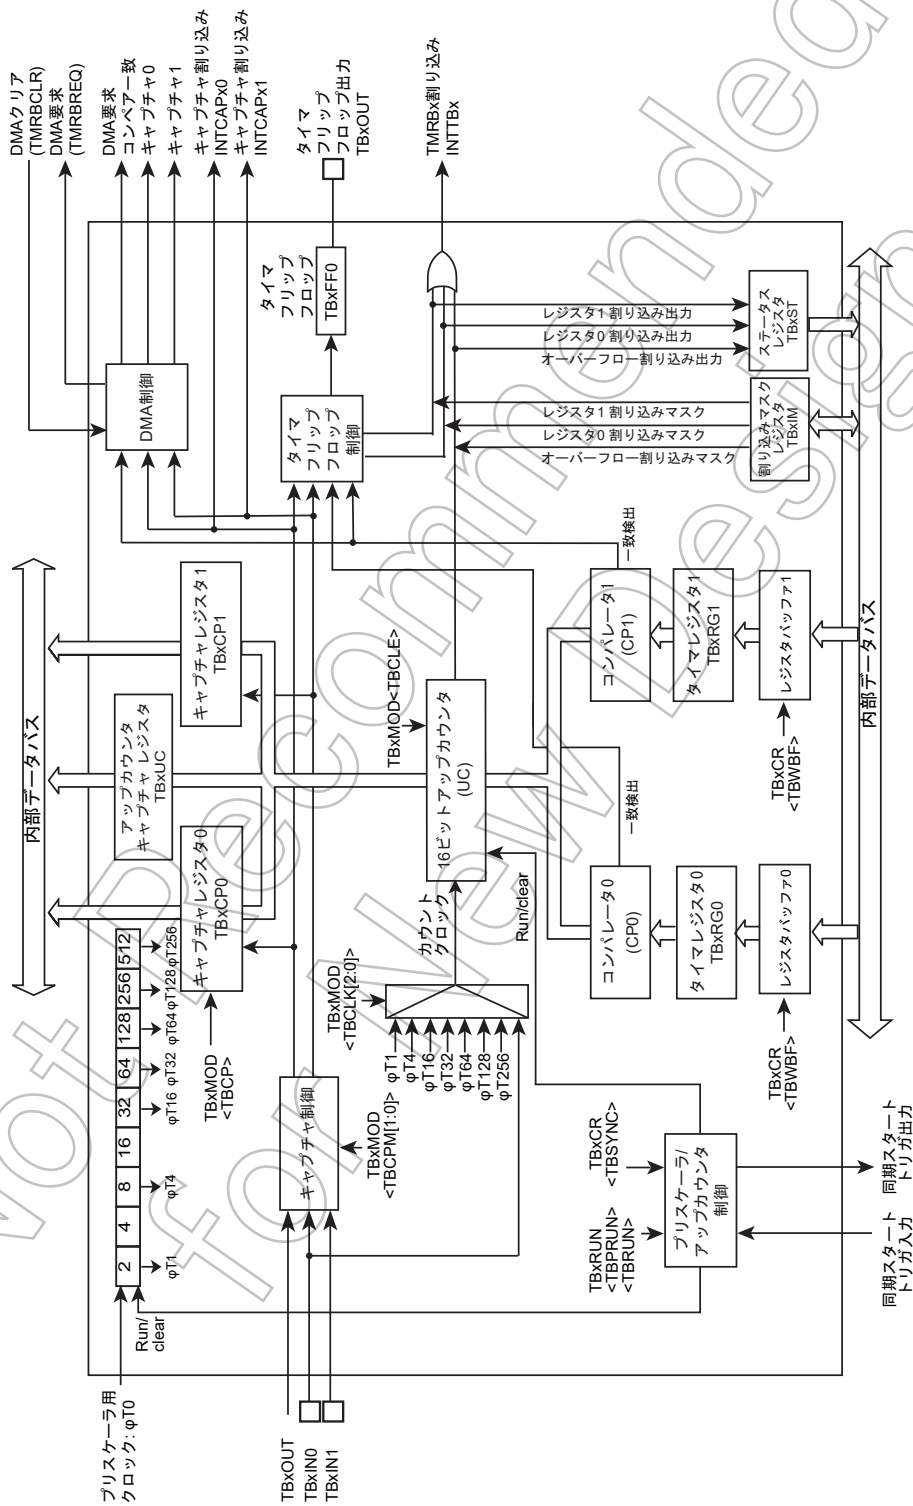 Not Recommended
for New Design
プリスケーラ用
クロック: φT0
Run/
clear
2
4
8
16
32
64
128
256
512
φT1
φT4
φT16
φT32
φT64
φT128
φT256
内部データバス
DMAクリア
(TMRBCLR)
DMA要求
(TMRBREQ)
DMA要求
コンペアー致
キャプチャ0
キャプチャ1
キャプチャ割り込み
INTCAPx0
キャプチャ割り込み
INTCAPx1
DMA制御
TBxMOD
<TBCP>
キャプチャレジスタ0
TBxCP0
アップカウンタ
キャプチャ レジスタ
TBxUC
キャプチャレジスタ1
TBxCP1
TBxOUT
TBxIN0
TBxIN1
キャプチャ制御
TBxMOD
<TBCPM[1:0]>
タイマ
フリップ
フロップ
制御
タイマ
フリップ
フロップ
TBxFF0
タイマ
フリップ
フロップ出力
TBxOUT
TBxMOD
<TBCLK[2:0]>
φT1
φT4
φT16
φT32
φT64
φT128
φT256
カウント
クロック
16ビットアップカウンタ
(UC)
TBxMOD<TBCLE>
Run/clear
TMRBx割り込み
INTTBx
レジスタ1 割り込み出力
レジスタ0 割り込み出力
オーバーフロー割り込み出力
レジスタ1 割り込みマスク
レジスタ0 割り込みマスク
オーバーフロー割り込みマスク
ステータス
レジスタ
TBxST
割り込みマスク
レジスタ
TBxIM
TBxRUN
<TBPRUN>
<TBRUN>
TBxCR
<TBSYNC>
プリスケーラ/
アップカウンタ
制御
コンパレータ0
(CP0)
一致検出
タイマレジスタ0
TBxRG0
レジスタバッファ0
TBxCR
<TBWBF>
コンパレータ1
(CP1)
一致検出
タイマレジスタ1
TBxRG1
レジスタバッファ1
TBxCR
<TBWBF>
内部データバス
同期スタート
トリガ入力
同期スタート
トリガ出力